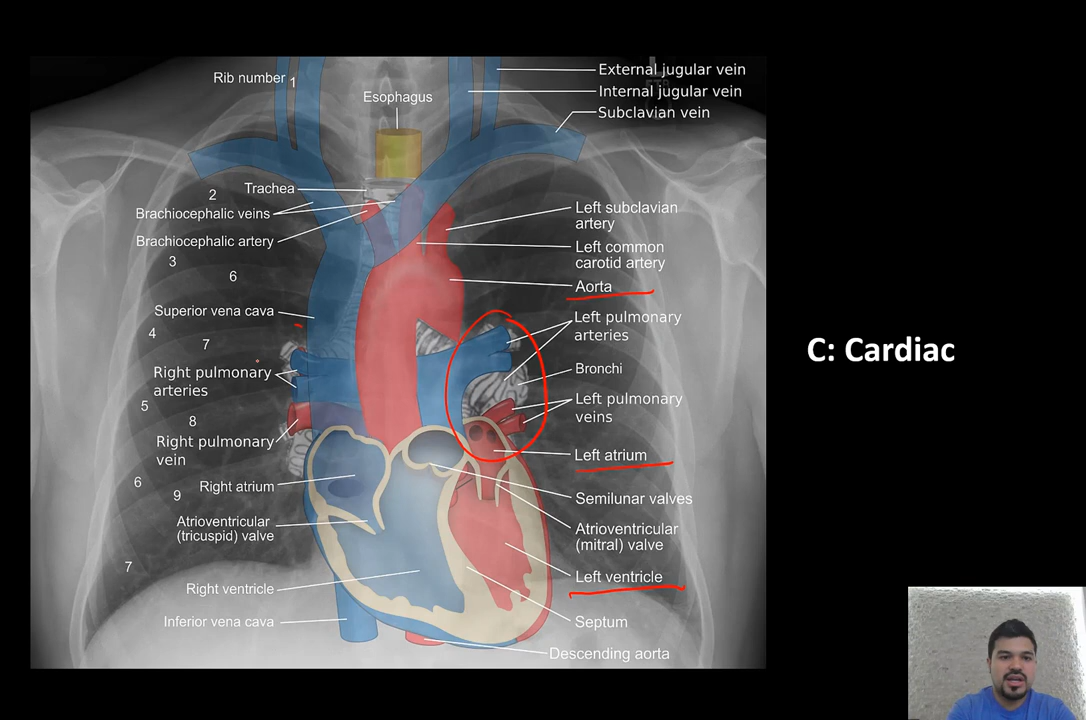 Rib number 1
Esophagus
External jugular vein
Internal jugular vein
Subclavian vein
2
Trachea
Brachiocephalic veins
Brachiocephalic artery
3
6
Superior vena cava
4
7
Right pulmonary
arteries
5
8
Right pulmonary
vein
6
9
Right atrium
Atrioventricular
(tricuspid) valve
7
Right ventricle
Inferior vena cava
Left subclavian
artery
Left common
carotid artery
Aorta
Left pulmonary
arteries
Bronchi
Left pulmonary
veins
Left atrium
Semilunar valves
Atrioventricular
(mitral) valve
Left ventricle
Septum
Descending aorta
C: Cardiac